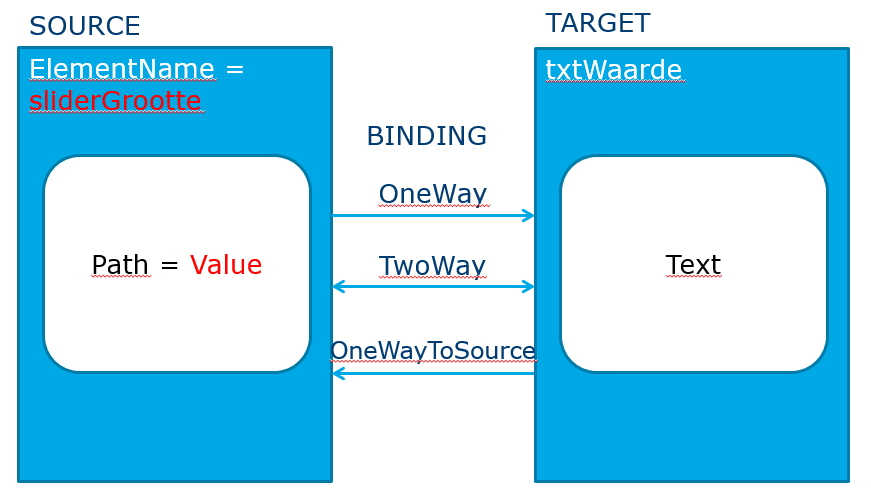 SOURCE
ElementName =
sliderGrootte
Path = Value
BINDING
OneWay
TwoWay
OneWayToSource
TARGET
txtWaarde
Text